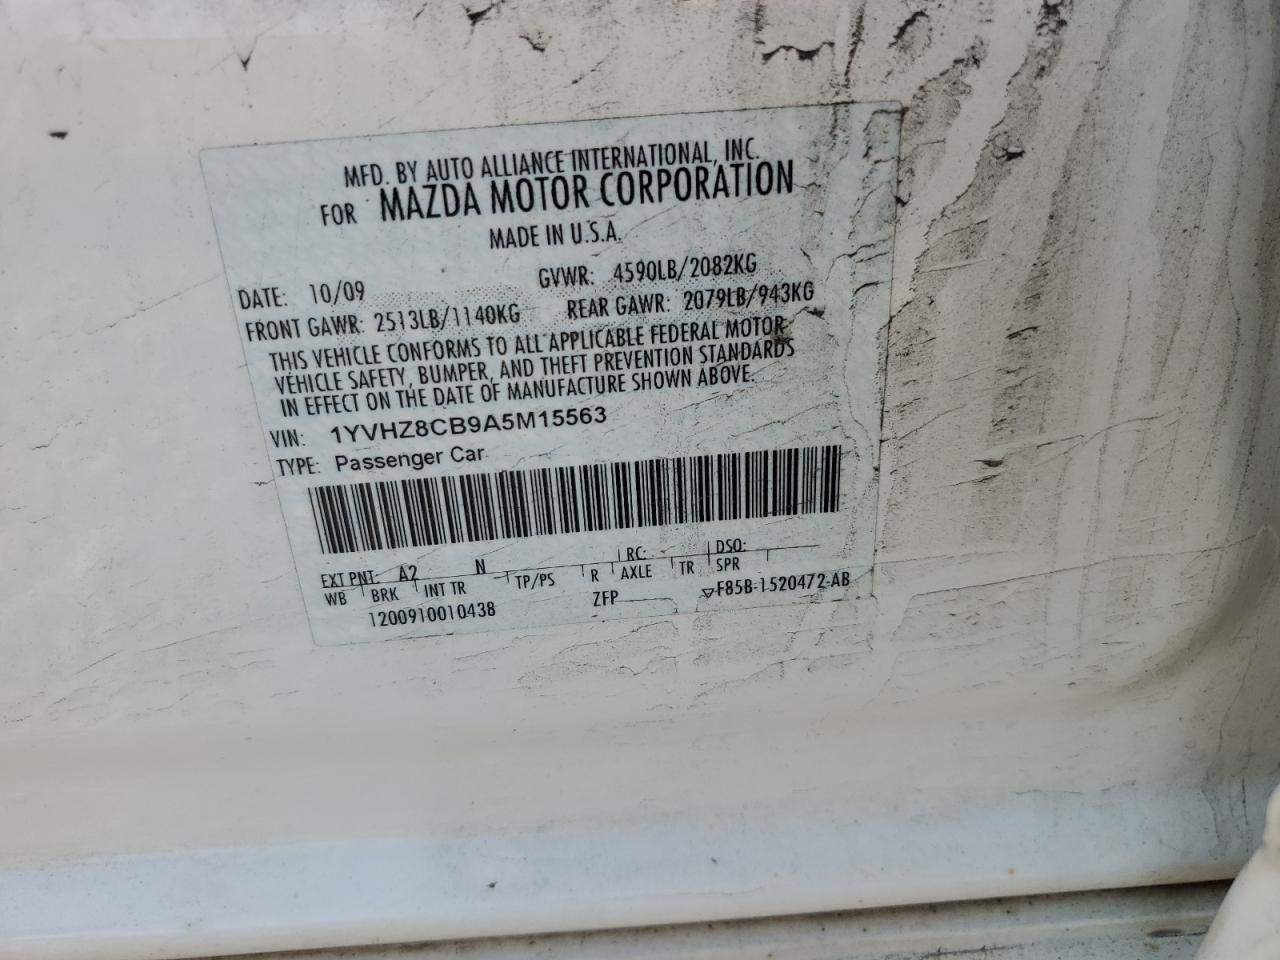 MFD. BY AUTO ALLIANCE INTERNATIONAL, INC.
FOR MAZDA MOTOR CORPORATION
MADE IN U.S.A.
DATE: 10/09 GVWR: 4590LB/2082KG
FRONT GAWR: 2513LB/1140KG REAR GAWR: 2079LB/943KG
THIS VEHICLE CONFORMS TO ALL APPLICABLE FEDERAL MOTOR
VEHICLE SAFETY, BUMPER, AND THEFT PREVENTION STANDARDS
IN EFFECT ON THE DATE OF MANUFACTURE SHOWN ABOVE.
VIN: 1YVHZ8CB9A5M15563
TYPE: Passenger Car
EXT PNT: A2 N RC: DSO:
WB BRK INT TR TP/PS R AXLE TR SPR
1200910010438 ZFP F85B-1520472-AB